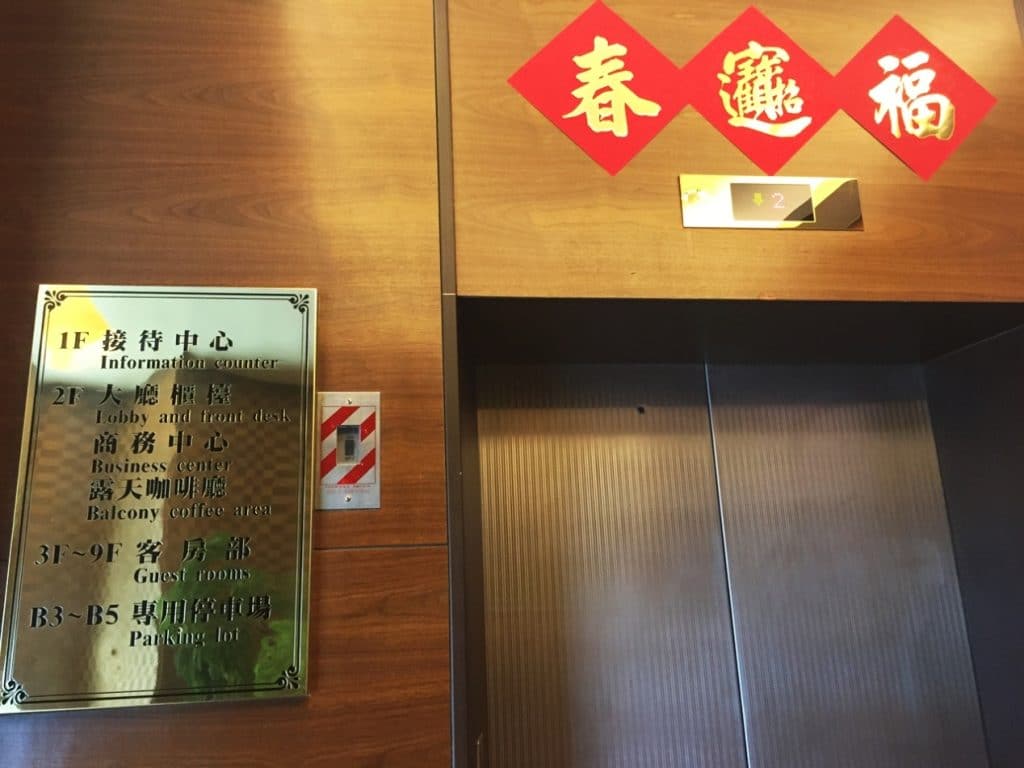 春 招財進寶 福
2
1F 接待中心
Information counter
2F 大廳櫃檯
Lobby and front desk
商務中心
Business center
露天咖啡廳
Balcony coffee area
3F~9F 客房部
Guest rooms
B3~B5 專用停車場
Parking lot